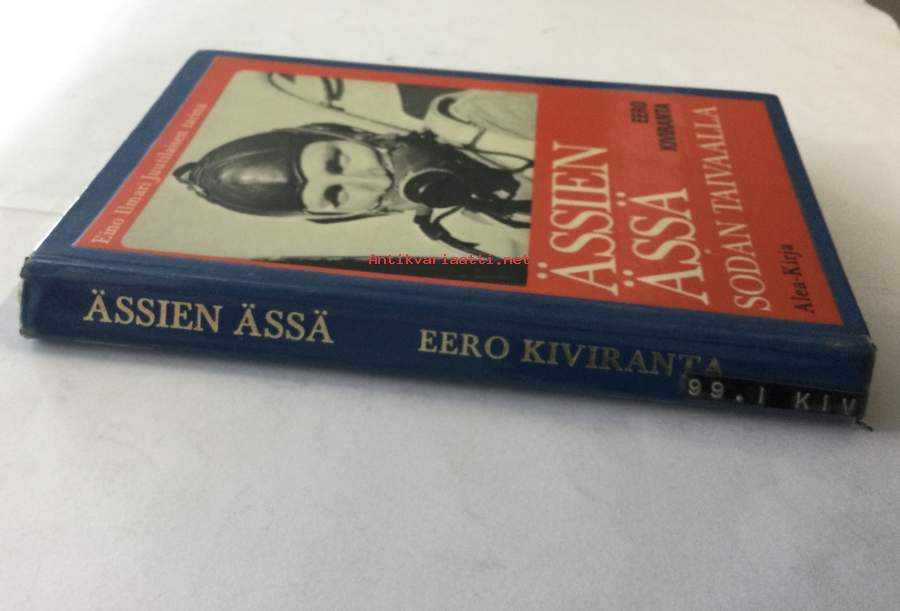 Eino Ilmari Juutilaisen tarina
EERO
KIVIRANTA
ÄSSIEN
ÄSSÄ
SODAN TAIVAALLA
Alea-Kirja
Antikvariaatti.net
ÄSSIEN ÄSSÄ
EERO KIVIRANTA
99.1 KIV